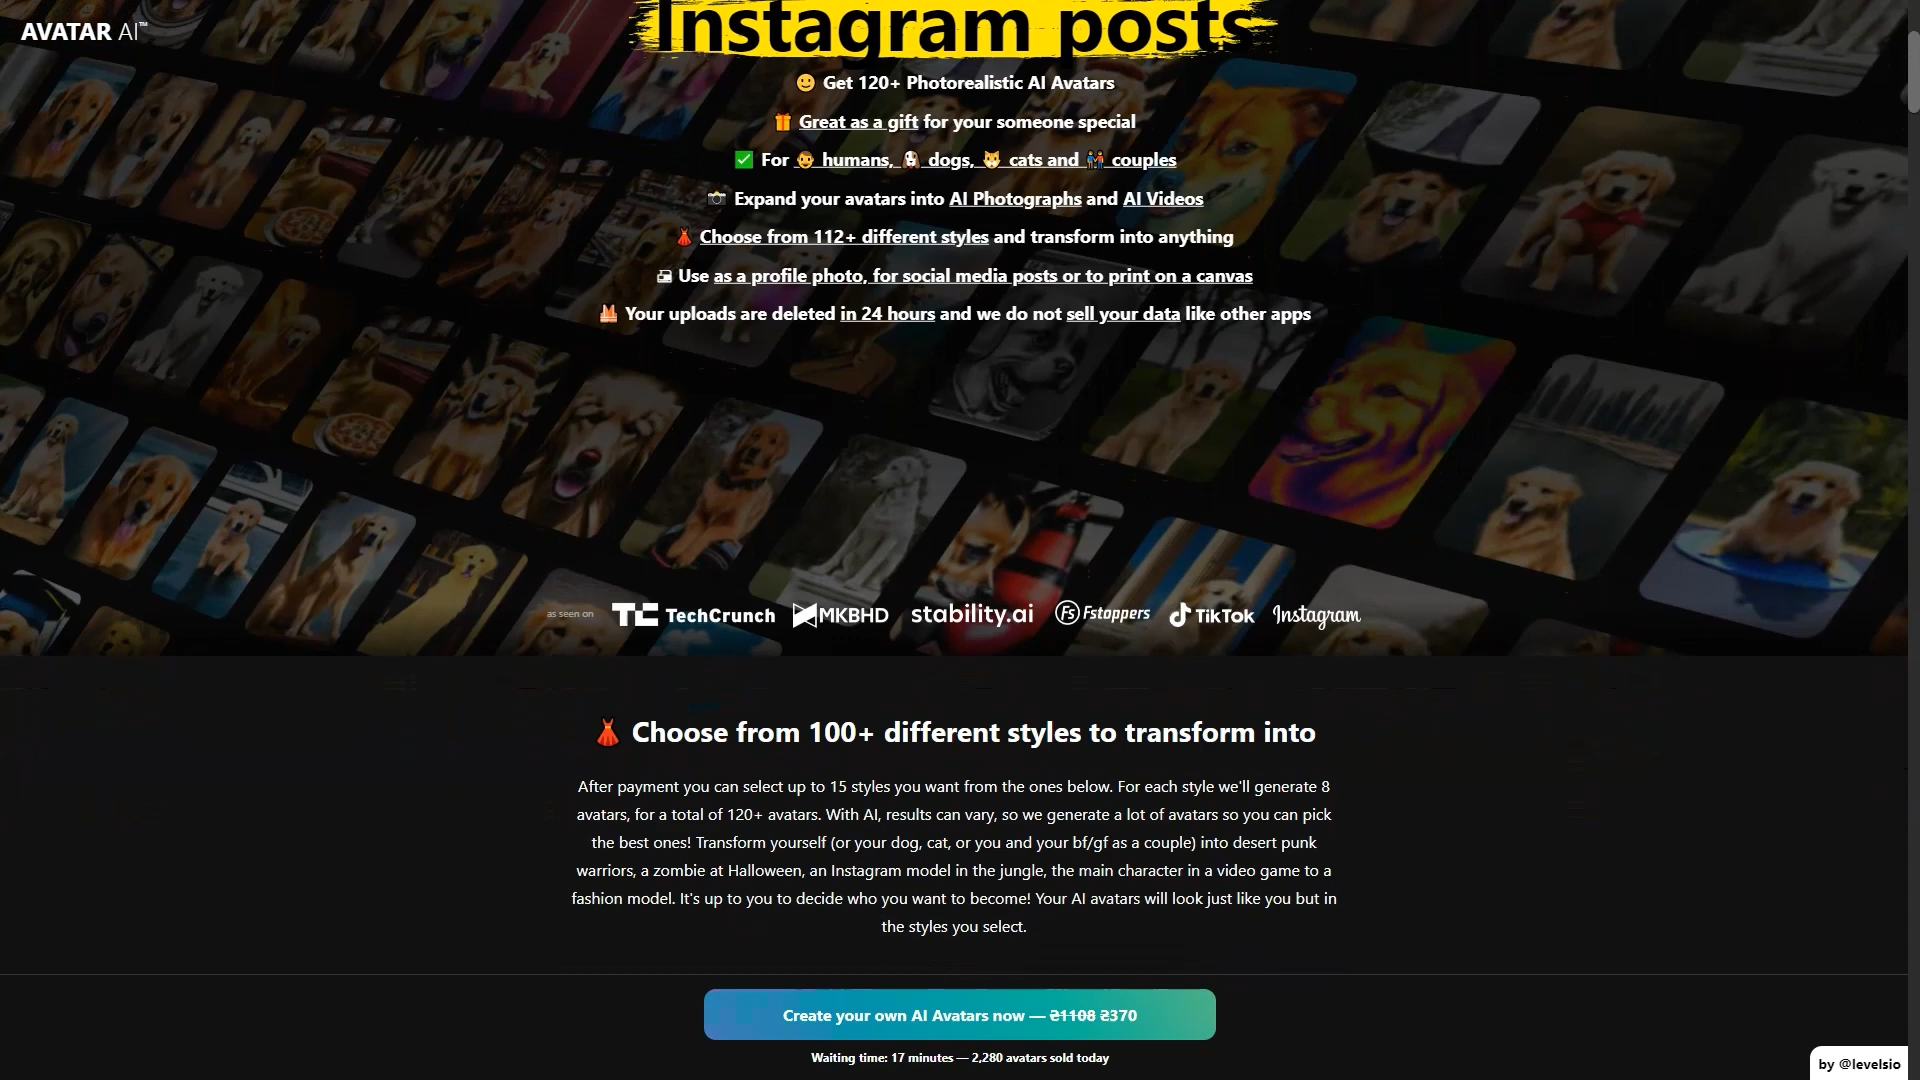 AVATAR AI™
Instagram posts
🙂 Get 120+ Photorealistic AI Avatars
🎁 Great as a gift for your someone special
✅ For 👨 humans, 🐶 dogs, 🐱 cats and 👫 couples
📸 Expand your avatars into AI Photographs and AI Videos
👗 Choose from 112+ different styles and transform into anything
Use as a profile photo, for social media posts or to print on a canvas
🦺 Your uploads are deleted in 24 hours and we do not sell your data like other apps
as seen on TC TechCrunch MKBHD stability.ai Fs Fstoppers TikTok Instagram
👗 Choose from 100+ different styles to transform into
After payment you can select up to 15 styles you want from the ones below. For each style we'll generate 8
avatars, for a total of 120+ avatars. With AI, results can vary, so we generate a lot of avatars so you can pick
the best ones! Transform yourself (or your dog, cat, or you and your bf/gf as a couple) into desert punk
warriors, a zombie at Halloween, an Instagram model in the jungle, the main character in a video game to a
fashion model. It's up to you to decide who you want to become! Your AI avatars will look just like you but in
the styles you select.
Create your own AI Avatars now — ₴1108 ₴370
Waiting time: 17 minutes — 2,280 avatars sold today
by @levelsio